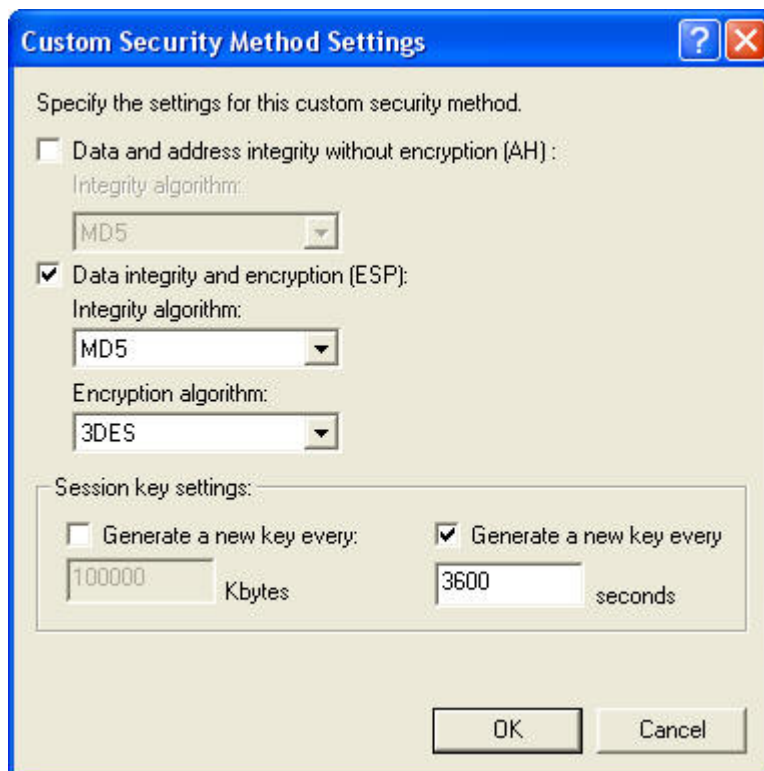 Custom Security Method Settings
?
Specify the settings for this custom security method.
Data and address integrity without encryption (AH) :
Integrity algorithm:
MD5
Data integrity and encryption (ESP):
Integrity algorithm:
MD5
Encryption algorithm:
3DES
Session key settings:
Generate a new key every:
100000 Kbytes
Generate a new key every
3600 seconds
OK
Cancel